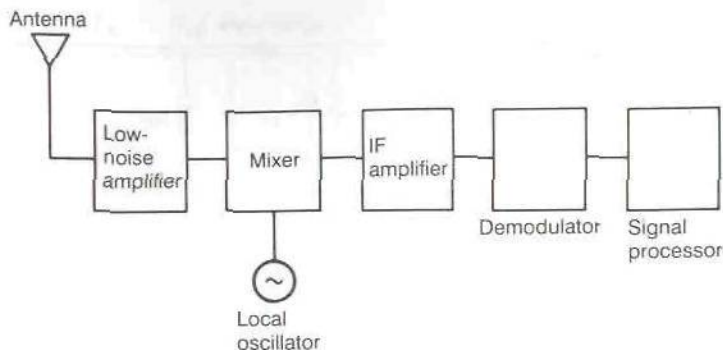 Antenna
Low-
noise
amplifier
Mixer
IF
amplifier
Demodulator
Signal
processor
Local
oscillator